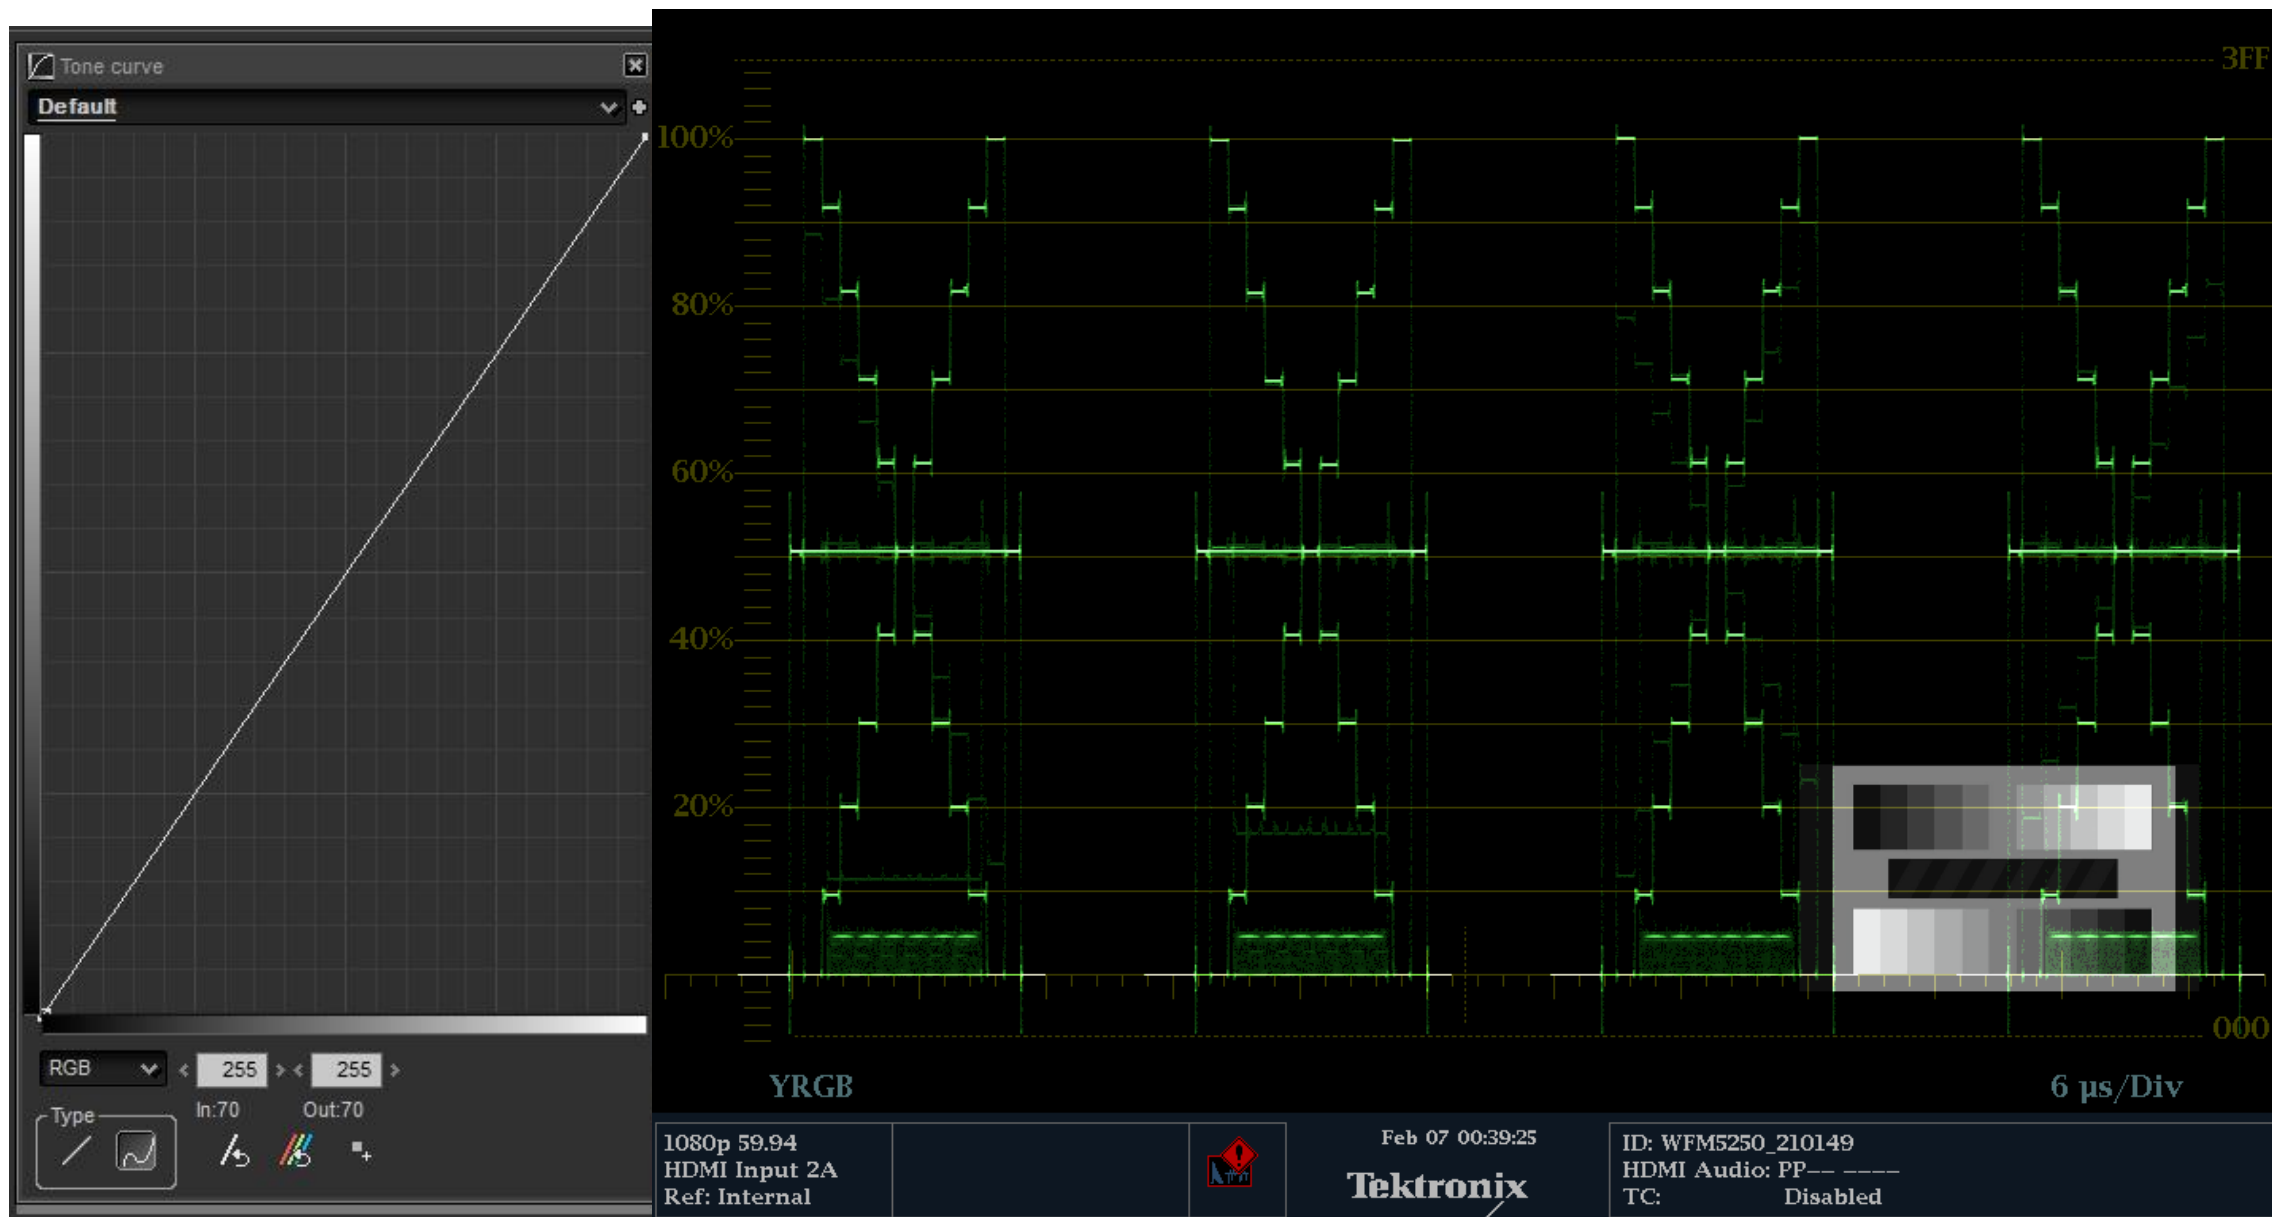 Tone curve
Default
RGB
255
255
In:70
Out:70
Type
3FF
100%
80%
60%
40%
20%
000
YRGB
6 µs/Div
1080p 59.94
HDMI Input 2A
Ref: Internal
Feb 07 00:39:25
Tektronix
ID: WFM5250_210149
HDMI Audio: PP-- ----
TC: Disabled